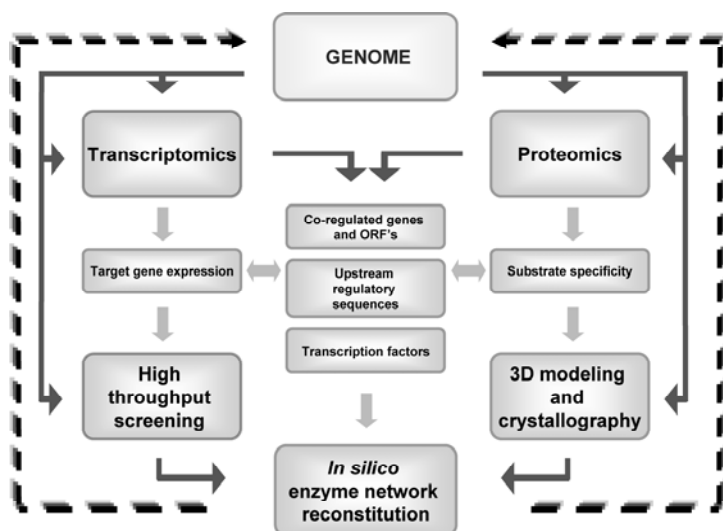 GENOME
Transcriptomics
Proteomics
Co-regulated genes
and ORF's
Target gene expression
Upstream
regulatory
sequences
Substrate specificity
Transcription factors
High
throughput
screening
3D modeling
and
crystallography
In silico
enzyme network
reconstitution